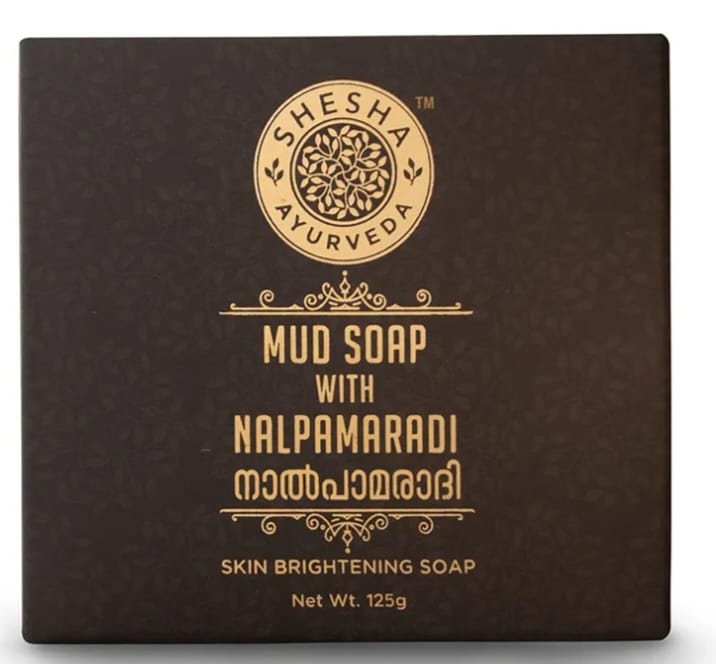 SHESHA
AYURVEDA
TM
MUD SOAP
WITH
NALPAMARADI
നാൽപാമരാദി
SKIN BRIGHTENING SOAP
Net Wt. 125g